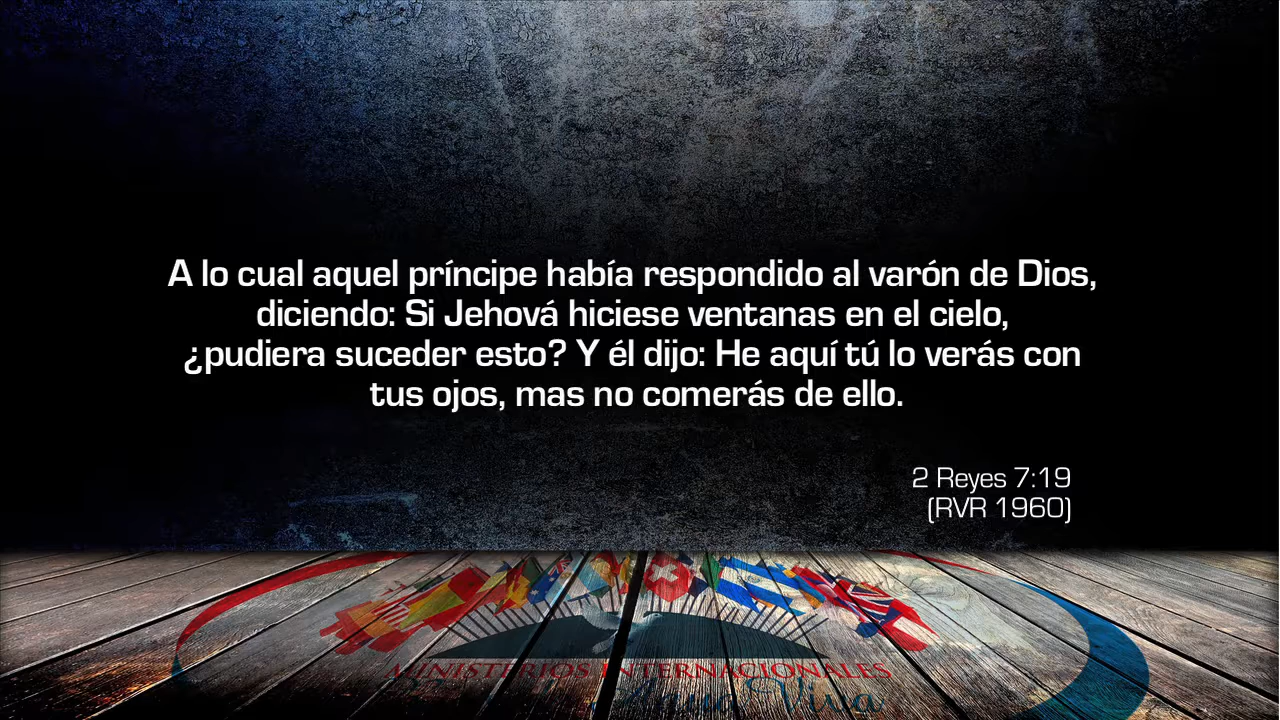 A lo cual aquel príncipe había respondido al varón de Dios,
diciendo: Si Jehová hiciese ventanas en el cielo,
¿pudiera suceder esto? Y él dijo: He aquí tú lo verás con
tus ojos, mas no comerás de ello.
2 Reyes 7:19
(RVR 1960)
MINISTERIOS INTERNACIONALES
Viva